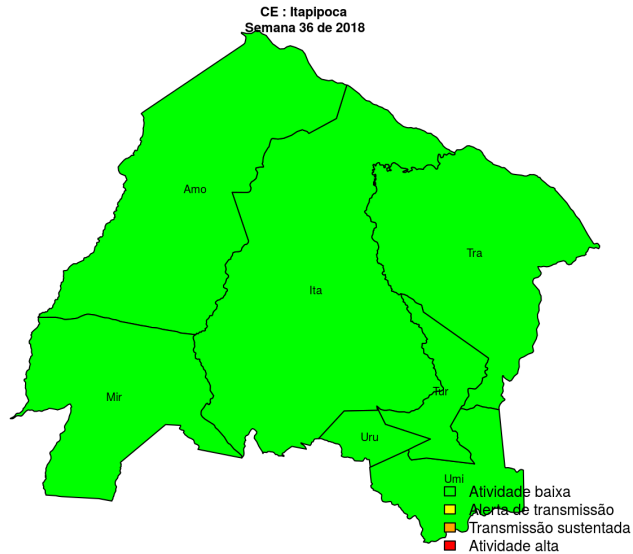 CE : Itapipoca
Semana 36 de 2018
Amo
Tra
Ita
Tur
Mir
Uru
Umi
Atividade baixa
Alerta de transmissão
Transmissão sustentada
Atividade alta